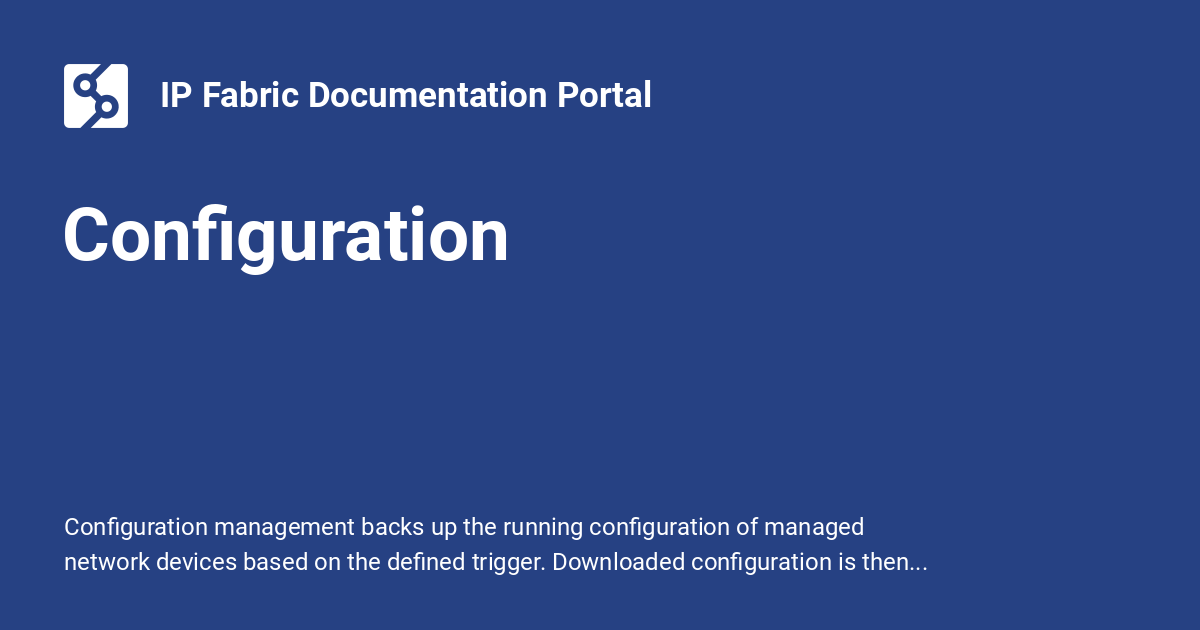 IP Fabric Documentation Portal
Configuration
Configuration management backs up the running configuration of managed
network devices based on the defined trigger. Downloaded configuration is then...